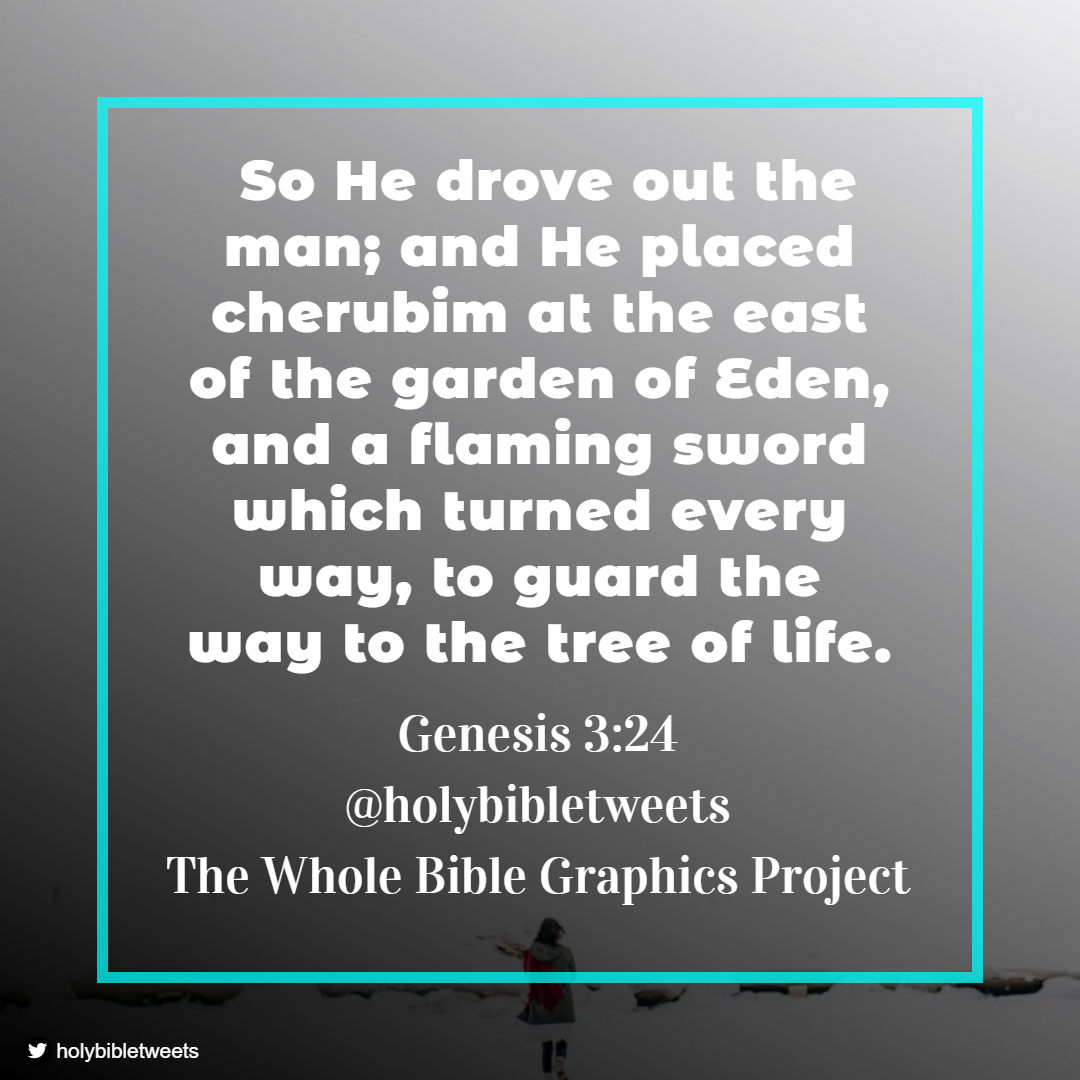 So He drove out the
man; and He placed
cherubim at the east
of the garden of Eden,
and a flaming sword
which turned every
way, to guard the
way to the tree of life.
Genesis 3:24
@holybibletweets
The Whole Bible Graphics Project
holybibletweets